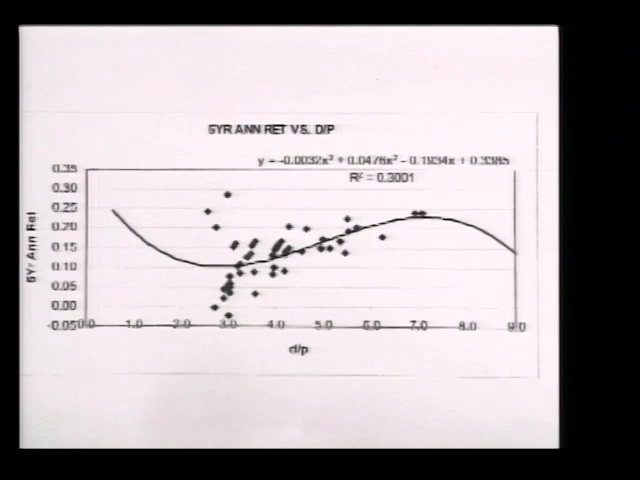 5YR ANN RET VS. D/P
y = -0.0032x³ + 0.0476x² - 0.1934x + 0.3385
R² = 0.3001
0.35
0.30
0.25
0.20
0.15
0.10
0.05
0.00
-0.05
5Yr Ann Ret
0.0 1.0 2.0 3.0 4.0 5.0 6.0 7.0 8.0 9.0
d/p